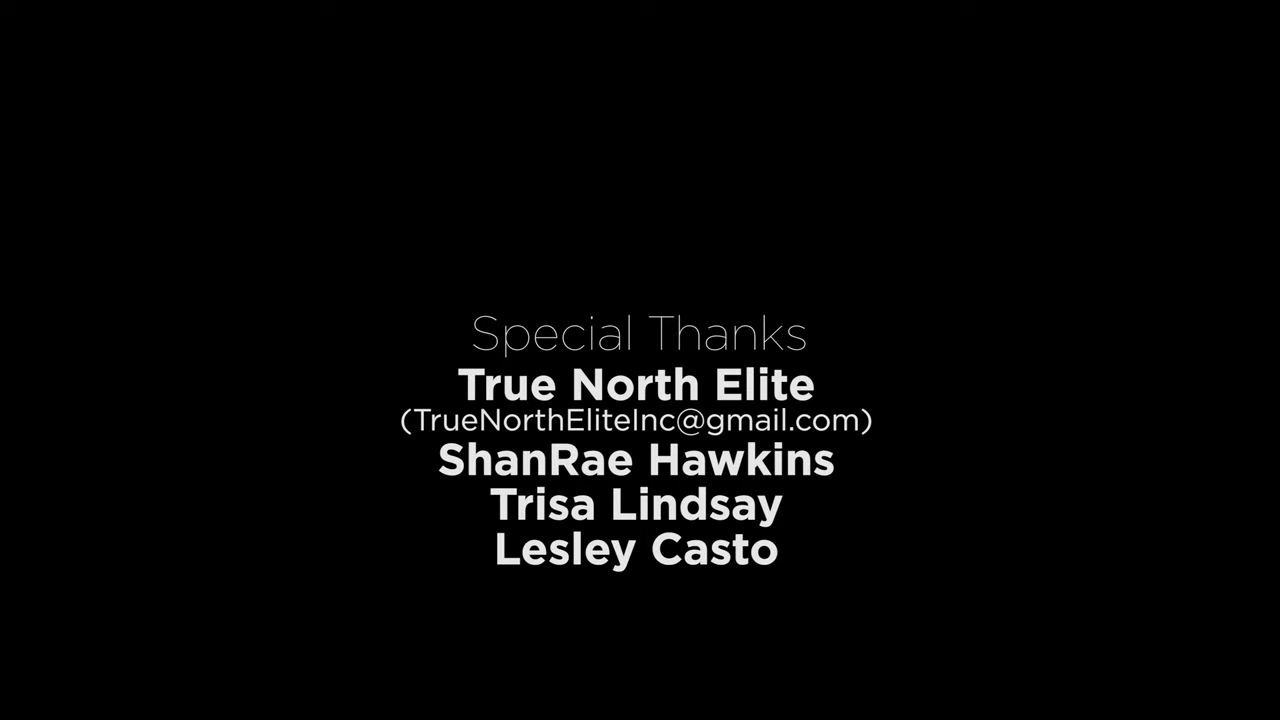 Special Thanks
True North Elite
(TrueNorthEliteInc@gmail.com)
ShanRae Hawkins
Trisa Lindsay
Lesley Casto